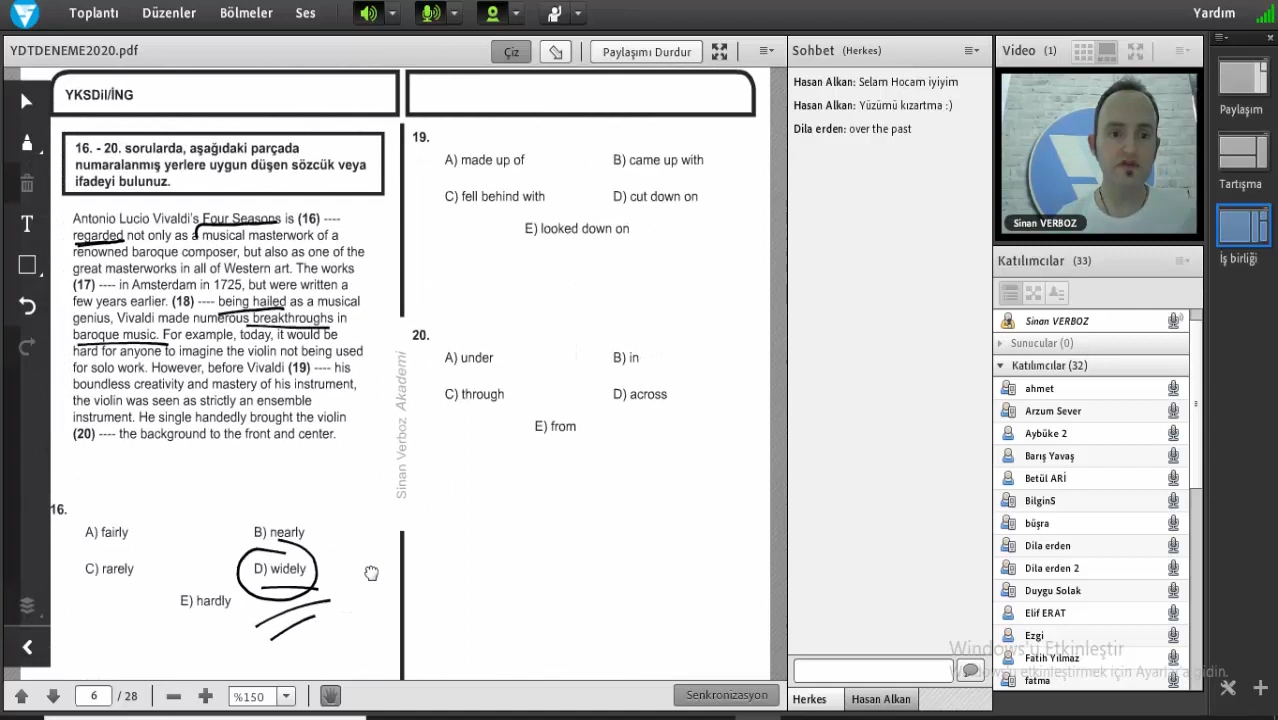 Toplantı Düzenler Bölmeler Ses Yardım
YDTDENEME2020.pdf Çiz Paylaşımı Durdur
YKSDil/İNG
16. - 20. sorularda, aşağıdaki parçada
numaralanmış yerlere uygun düşen sözcük veya
ifadeyi bulunuz.
Antonio Lucio Vivaldi's Four Seasons is (16) ----
regarded not only as a musical masterwork of a
renowned baroque composer, but also as one of the
great masterworks in all of Western art. The works
(17) ---- in Amsterdam in 1725, but were written a
few years earlier. (18) ---- being hailed as a musical
genius, Vivaldi made numerous breakthroughs in
baroque music. For example, today, it would be
hard for anyone to imagine the violin not being used
for solo work. However, before Vivaldi (19) ---- his
boundless creativity and mastery of his instrument,
the violin was seen as strictly an ensemble
instrument. He single handedly brought the violin
(20) ---- the background to the front and center.
16.
A) fairly B) nearly
C) rarely D) widely
E) hardly
Sinan Verboz Akademi
19.
A) made up of B) came up with
C) fell behind with D) cut down on
E) looked down on
20.
A) under B) in
C) through D) across
E) from
6 / 28 %150 Senkronizasyon
Sohbet (Herkes)
Hasan Alkan: Selam Hocam iyiyim
Hasan Alkan: Yüzümü kızartma :)
Dila erden: over the past
Herkes Hasan Alkan
Video (1)
Sinan VERBOZ
Katılımcılar (33)
Sinan VERBOZ
Sunucular (0)
Katılımcılar (32)
ahmet
Arzum Sever
Aybüke 2
Barış Yavaş
Betül ARİ
BilginS
büşra
Dila erden
Dila erden 2
Duygu Solak
Elif ERAT
Ezgi
Fatih Yılmaz
fatma
Windows'u Etkinleştir
Windows'u etkinleştirmek için Ayarlar'a gidin.
Paylaşım
Tartışma
İş birliği